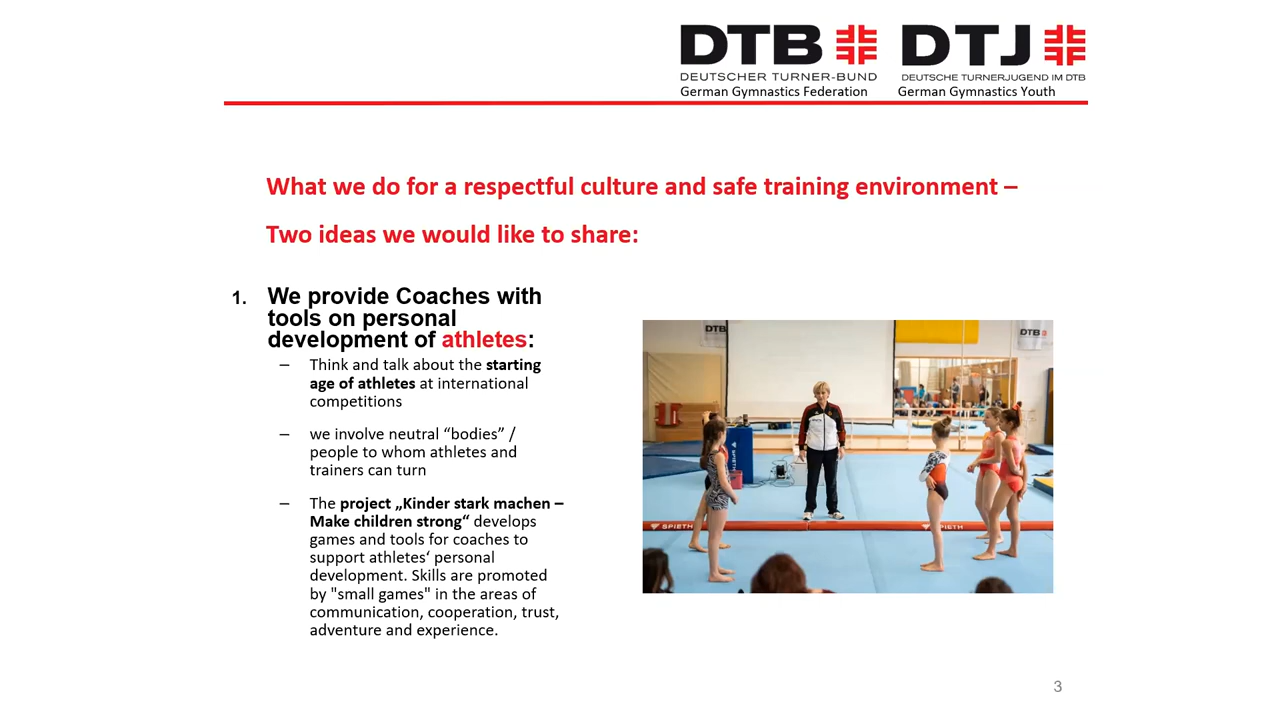 DTB DTJ
DEUTSCHER TURNER-BUND DEUTSCHE TURNERJUGEND IM DTB
German Gymnastics Federation German Gymnastics Youth
What we do for a respectful culture and safe training environment –
Two ideas we would like to share:
1. We provide Coaches with
tools on personal
development of athletes:
– Think and talk about the starting
age of athletes at international
competitions
– we involve neutral “bodies” /
people to whom athletes and
trainers can turn
– The project „Kinder stark machen –
Make children strong“ develops
games and tools for coaches to
support athletes‘ personal
development. Skills are promoted
by "small games" in the areas of
communication, cooperation, trust,
adventure and experience.
DTB
DTB
SPIETH
SPIETH
SPIETH
3